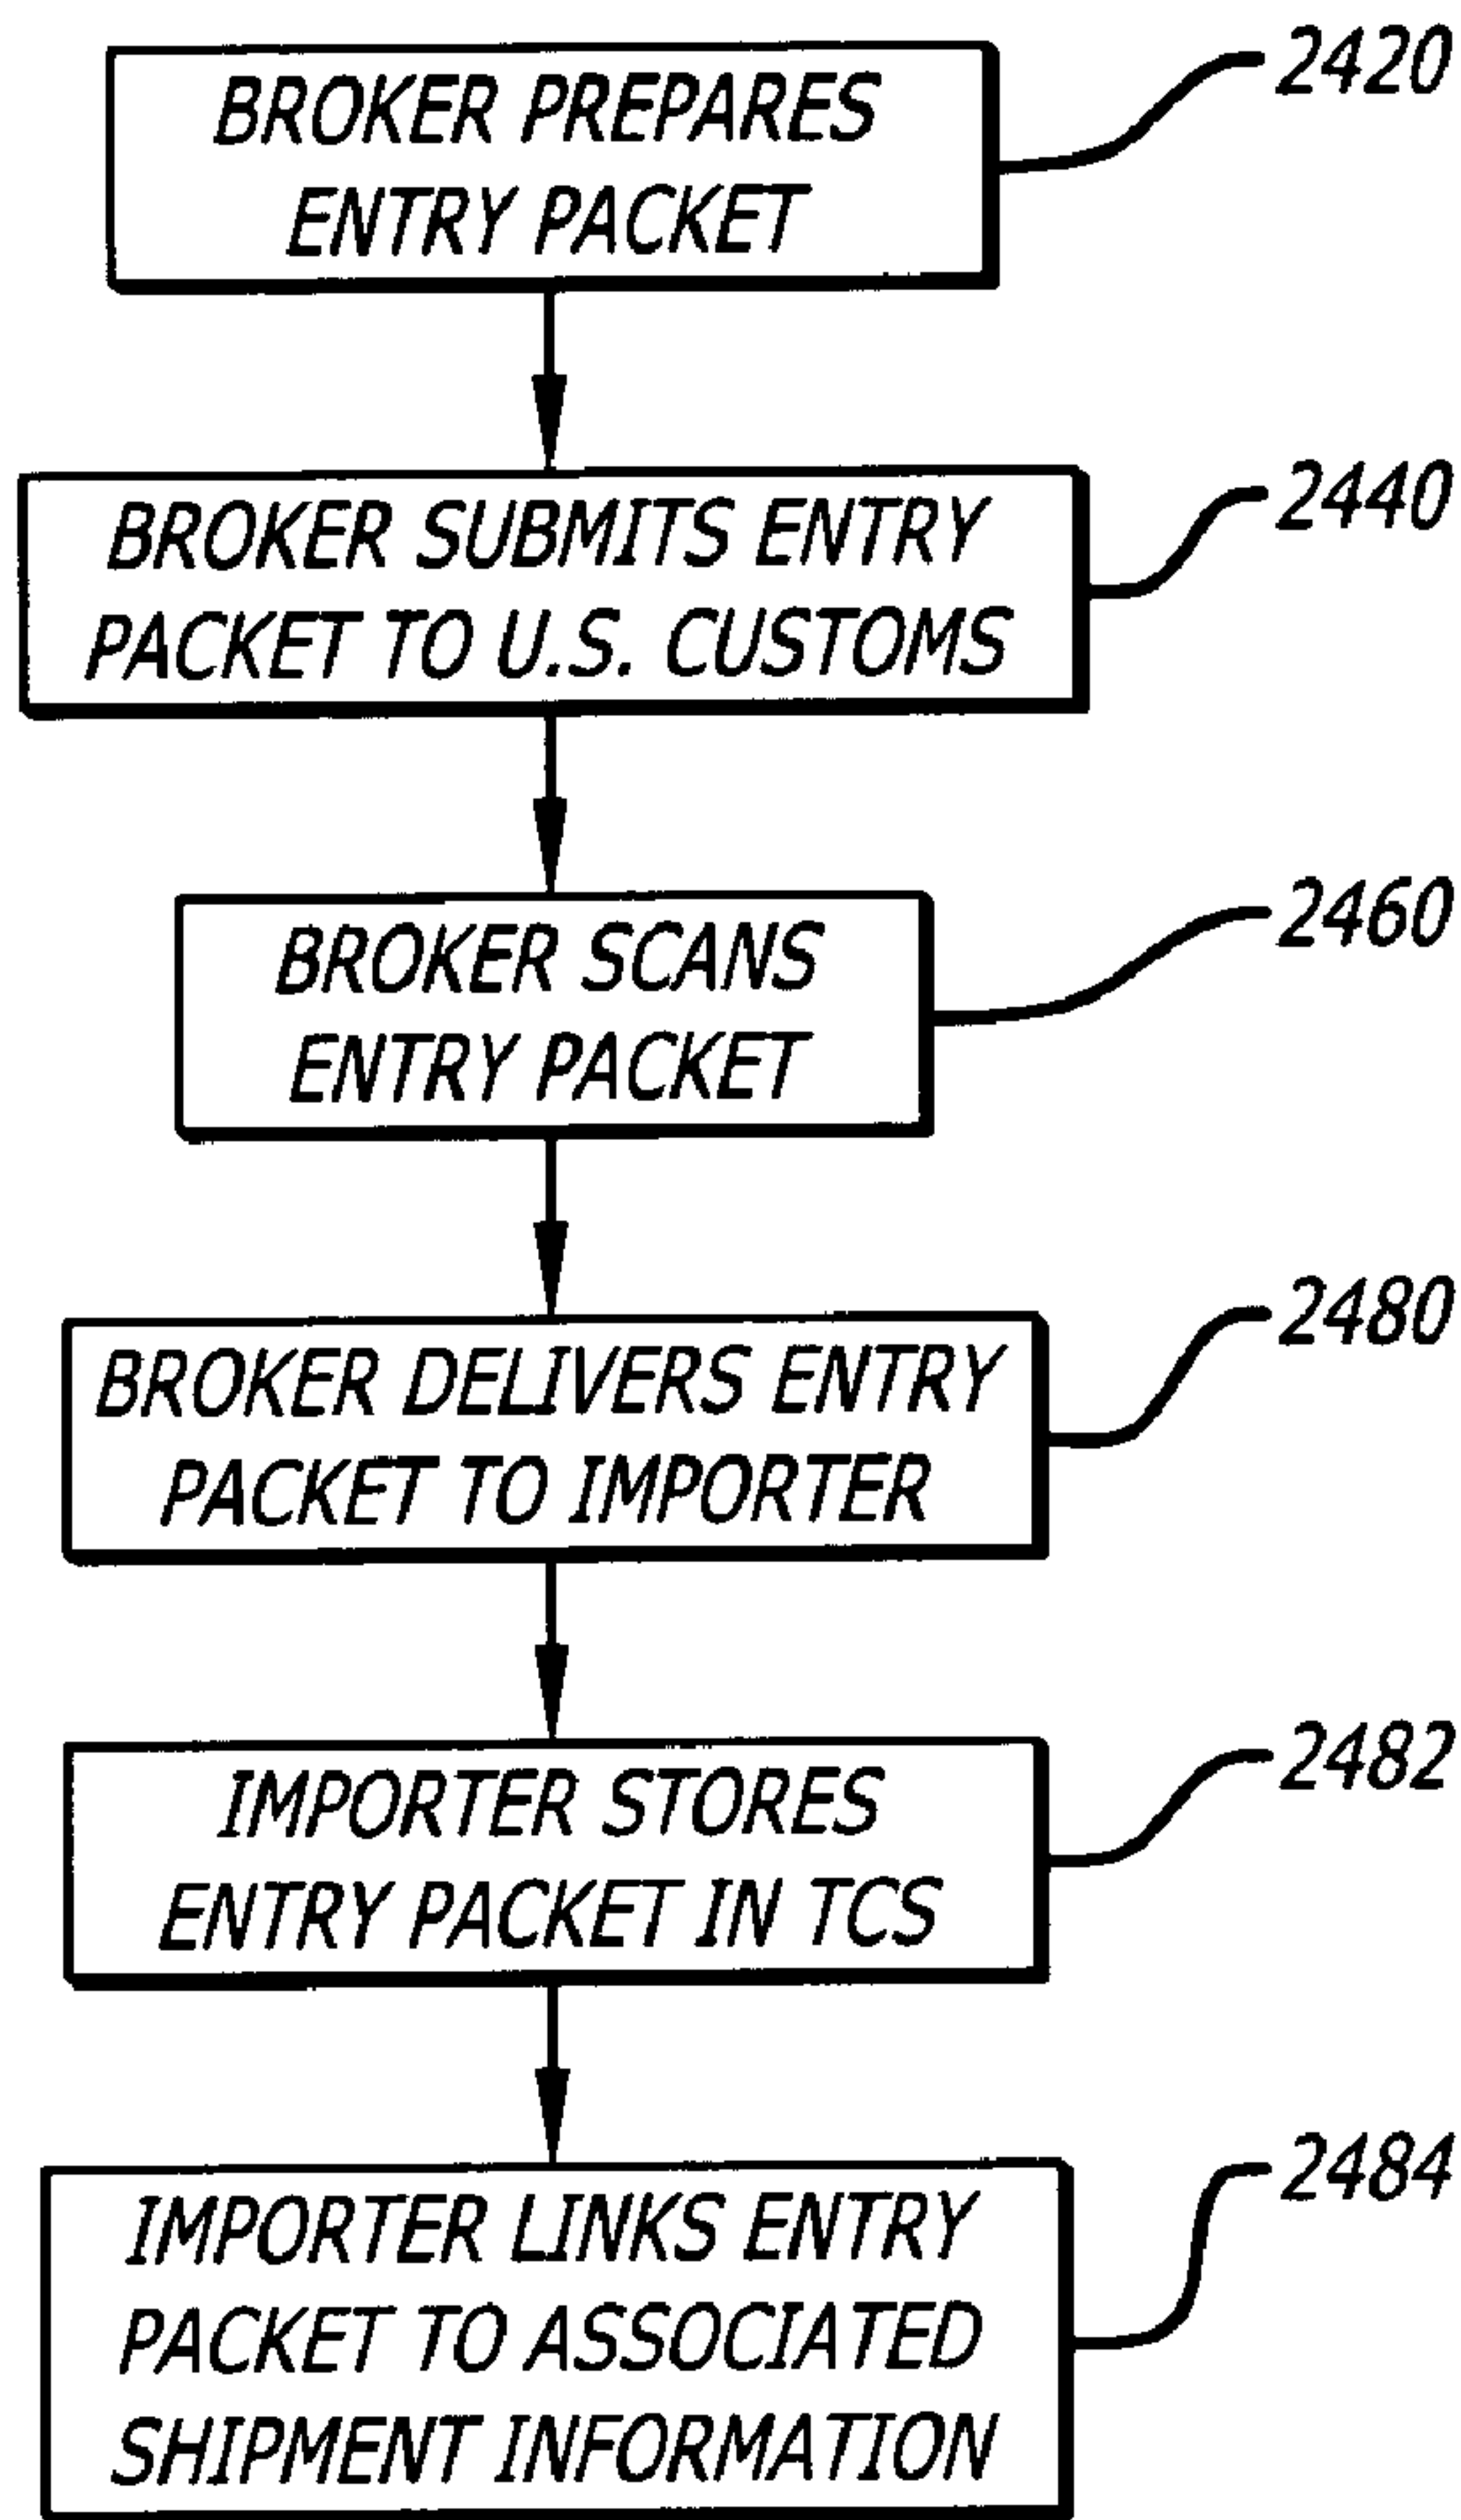 BROKER PREPARES
ENTRY PACKET
2420
BROKER SUBMITS ENTRY
PACKET TO U.S. CUSTOMS
2440
BROKER SCANS
ENTRY PACKET
2460
BROKER DELIVERS ENTRY
PACKET TO IMPORTER
2480
IMPORTER STORES
ENTRY PACKET IN TCS
2482
IMPORTER LINKS ENTRY
PACKET TO ASSOCIATED
SHIPMENT INFORMATION
2484